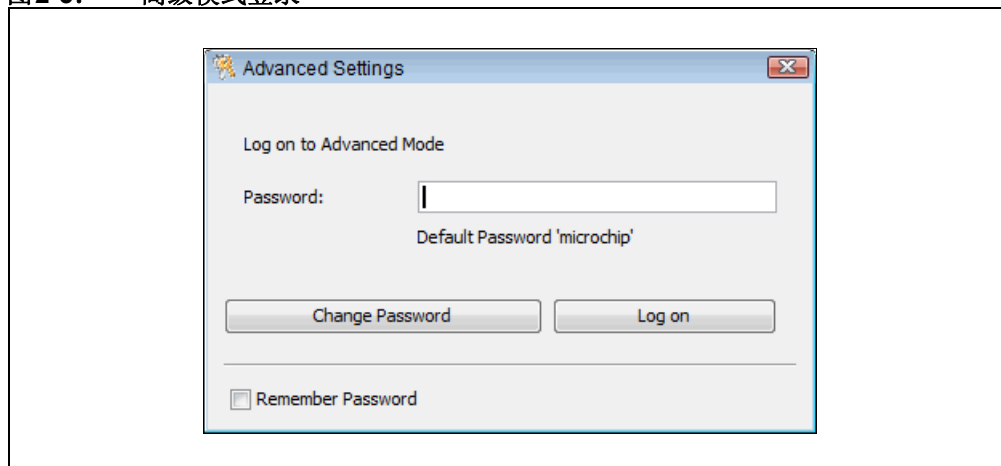 Advanced Settings
Log on to Advanced Mode
Password:
Default Password 'microchip'
Change Password
Log on
Remember Password